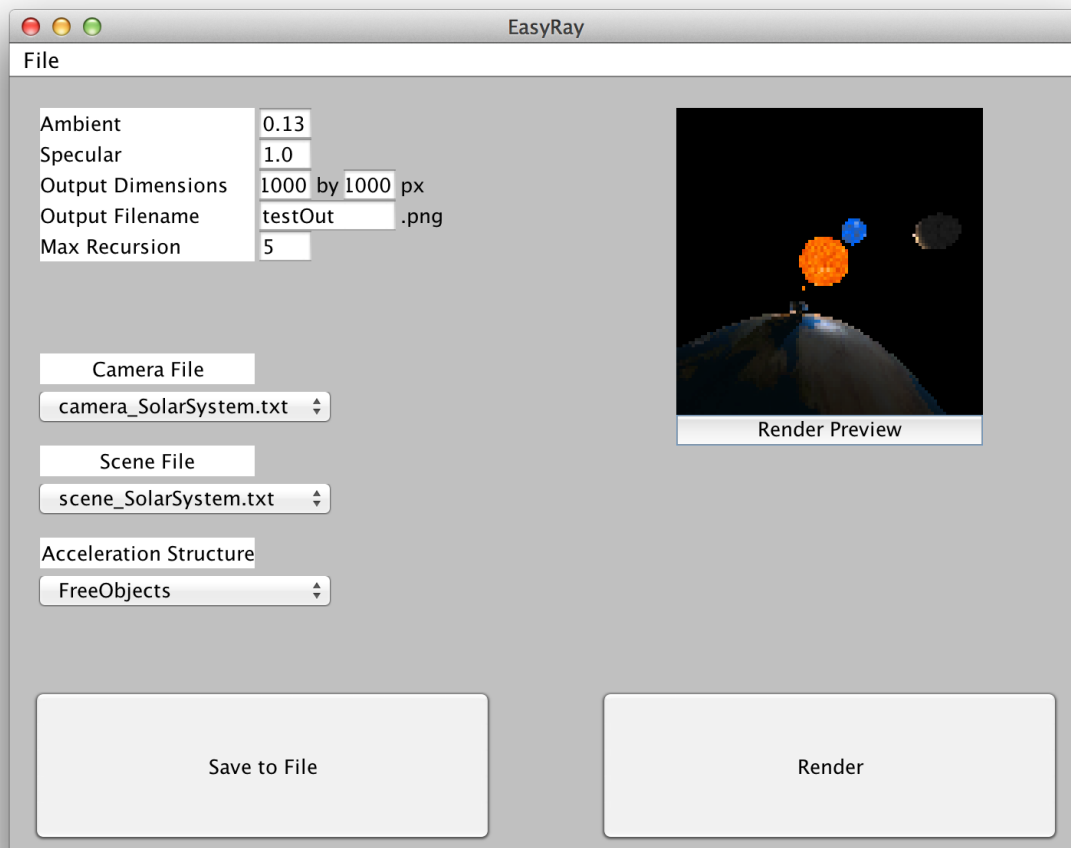 EasyRay
File
Ambient 0.13
Specular 1.0
Output Dimensions 1000 by 1000 px
Output Filename testOut .png
Max Recursion 5
Camera File
camera_SolarSystem.txt
Scene File
scene_SolarSystem.txt
Acceleration Structure
FreeObjects
Render Preview
Save to File
Render